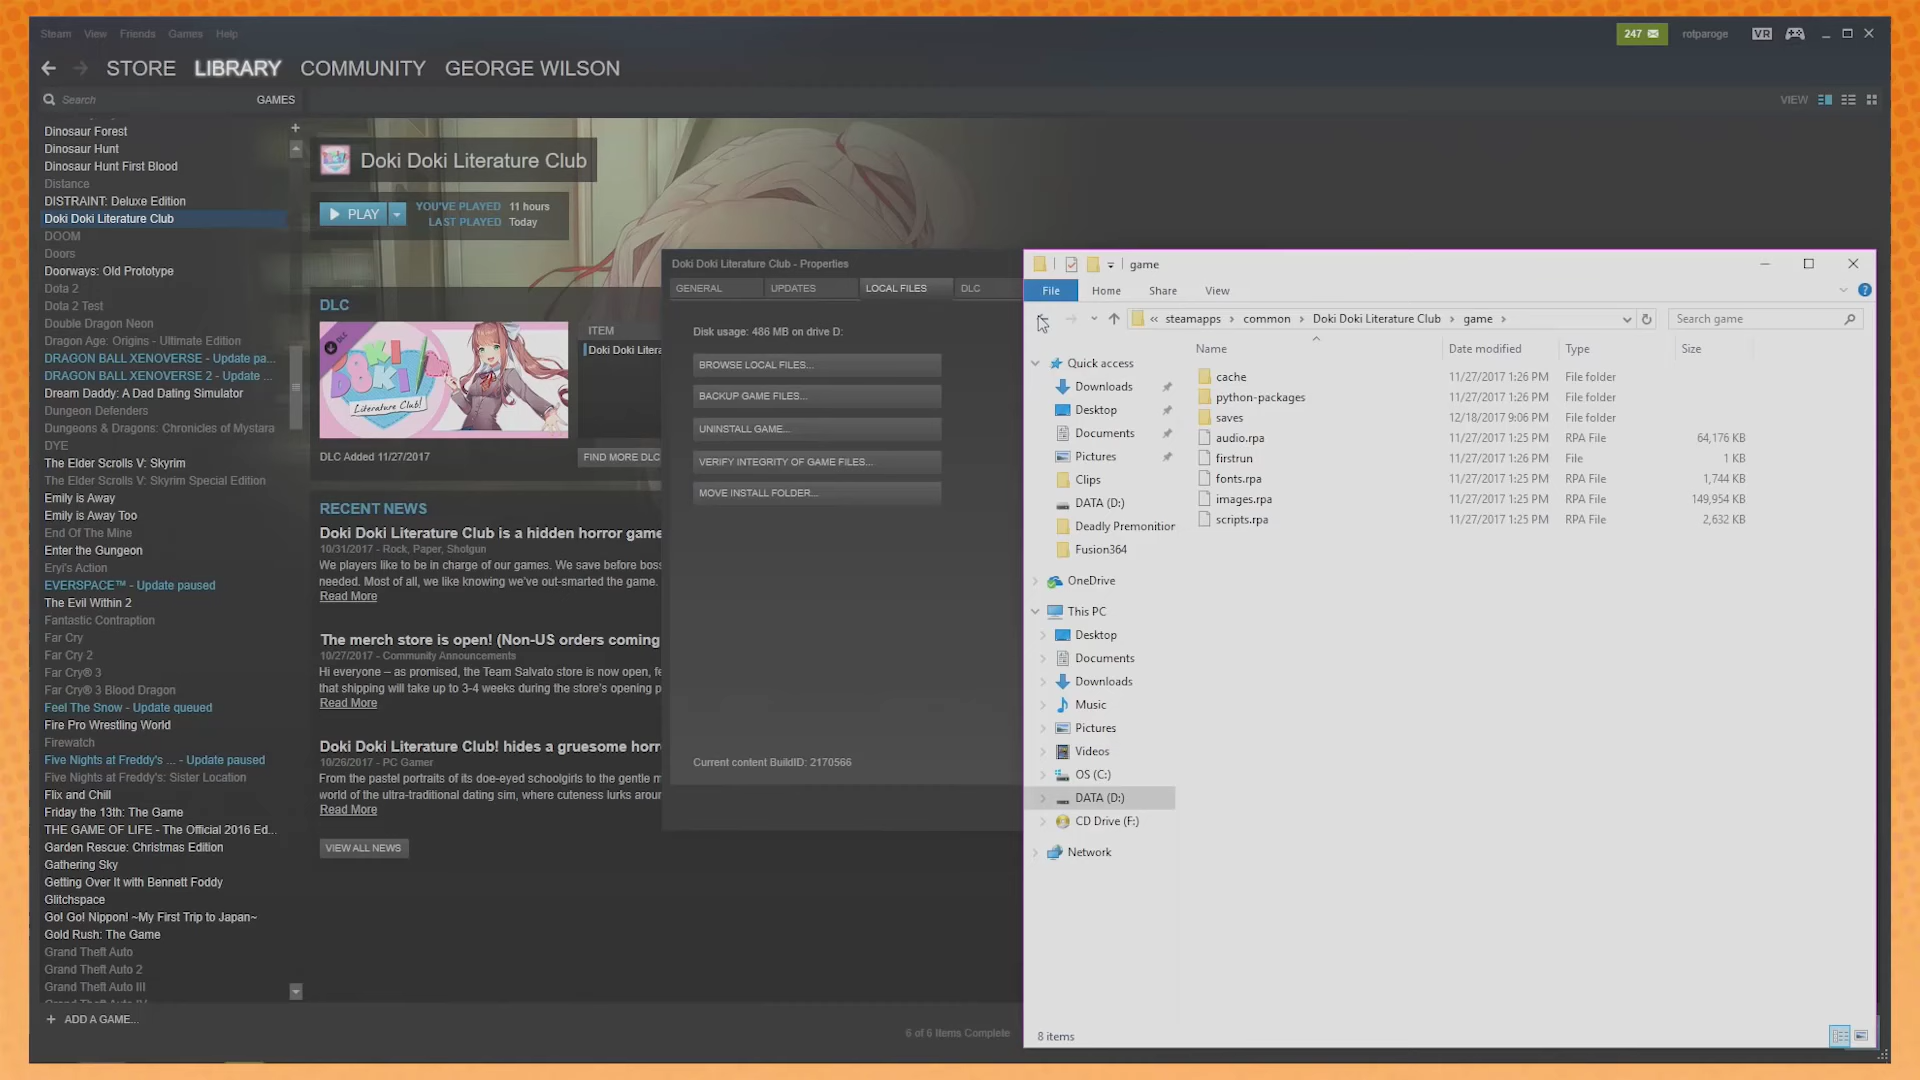 Steam View Friends Games Help
247 rotparoge VR
STORE LIBRARY COMMUNITY GEORGE WILSON
Search GAMES
VIEW
Dinosaur Forest
Dinosaur Hunt
Dinosaur Hunt First Blood
Distance
DISTRAINT: Deluxe Edition
Doki Doki Literature Club
DOOM
Doors
Doorways: Old Prototype
Dota 2
Dota 2 Test
Double Dragon Neon
Dragon Age: Origins - Ultimate Edition
DRAGON BALL XENOVERSE - Update pa...
DRAGON BALL XENOVERSE 2 - Update ...
Dream Daddy: A Dad Dating Simulator
Dungeon Defenders
Dungeons & Dragons: Chronicles of Mystara
DYE
The Elder Scrolls V: Skyrim
The Elder Scrolls V: Skyrim Special Edition
Emily is Away
Emily is Away Too
End Of The Mine
Enter the Gungeon
Eryi's Action
EVERSPACE™ - Update paused
The Evil Within 2
Fantastic Contraption
Far Cry
Far Cry 2
Far Cry® 3
Far Cry® 3 Blood Dragon
Feel The Snow - Update queued
Fire Pro Wrestling World
Firewatch
Five Nights at Freddy's ... - Update paused
Five Nights at Freddy's: Sister Location
Flix and Chill
Friday the 13th: The Game
THE GAME OF LIFE - The Official 2016 Ed...
Garden Rescue: Christmas Edition
Gathering Sky
Getting Over It with Bennett Foddy
Glitchspace
Go! Go! Nippon! ~My First Trip to Japan~
Gold Rush: The Game
Grand Theft Auto
Grand Theft Auto 2
Grand Theft Auto III
Grand Theft Auto IV
+ ADD A GAME...
Doki Doki Literature Club
PLAY
YOU'VE PLAYED 11 hours
LAST PLAYED Today
DLC
DLC
DOKI DOKI
Literature Club!
ITEM
Doki Doki Litera
DLC Added 11/27/2017
FIND MORE DLC
RECENT NEWS
Doki Doki Literature Club is a hidden horror game
10/31/2017 - Rock, Paper, Shotgun
We players like to be in charge of our games. We save before boss
needed. Most of all, we like knowing we've out-smarted the game.
Read More
The merch store is open! (Non-US orders coming
10/27/2017 - Community Announcements
Hi everyone – as promised, the Team Salvato store is now open, fe
that shipping will take up to 3-4 weeks during the store's opening p
Read More
Doki Doki Literature Club! hides a gruesome horr
10/26/2017 - PC Gamer
From the pastel portraits of its doe-eyed schoolgirls to the gentle m
world of the ultra-traditional dating sim, where cuteness lurks arou
Read More
VIEW ALL NEWS
6 of 6 Items Complete
Doki Doki Literature Club - Properties
GENERAL UPDATES LOCAL FILES DLC
Disk usage: 486 MB on drive D:
BROWSE LOCAL FILES...
BACKUP GAME FILES...
UNINSTALL GAME...
VERIFY INTEGRITY OF GAME FILES...
MOVE INSTALL FOLDER...
Current content BuildID: 2170566
game
File Home Share View
« steamapps › common › Doki Doki Literature Club › game ›
Search game
Quick access
Downloads
Desktop
Documents
Pictures
Clips
DATA (D:)
Deadly Premonition
Fusion364
OneDrive
This PC
Desktop
Documents
Downloads
Music
Pictures
Videos
OS (C:)
DATA (D:)
CD Drive (F:)
Network
Name Date modified Type Size
cache 11/27/2017 1:26 PM File folder
python-packages 11/27/2017 1:26 PM File folder
saves 12/18/2017 9:06 PM File folder
audio.rpa 11/27/2017 1:25 PM RPA File 64,176 KB
firstrun 11/27/2017 1:26 PM File 1 KB
fonts.rpa 11/27/2017 1:25 PM RPA File 1,744 KB
images.rpa 11/27/2017 1:25 PM RPA File 149,954 KB
scripts.rpa 11/27/2017 1:25 PM RPA File 2,632 KB
8 items